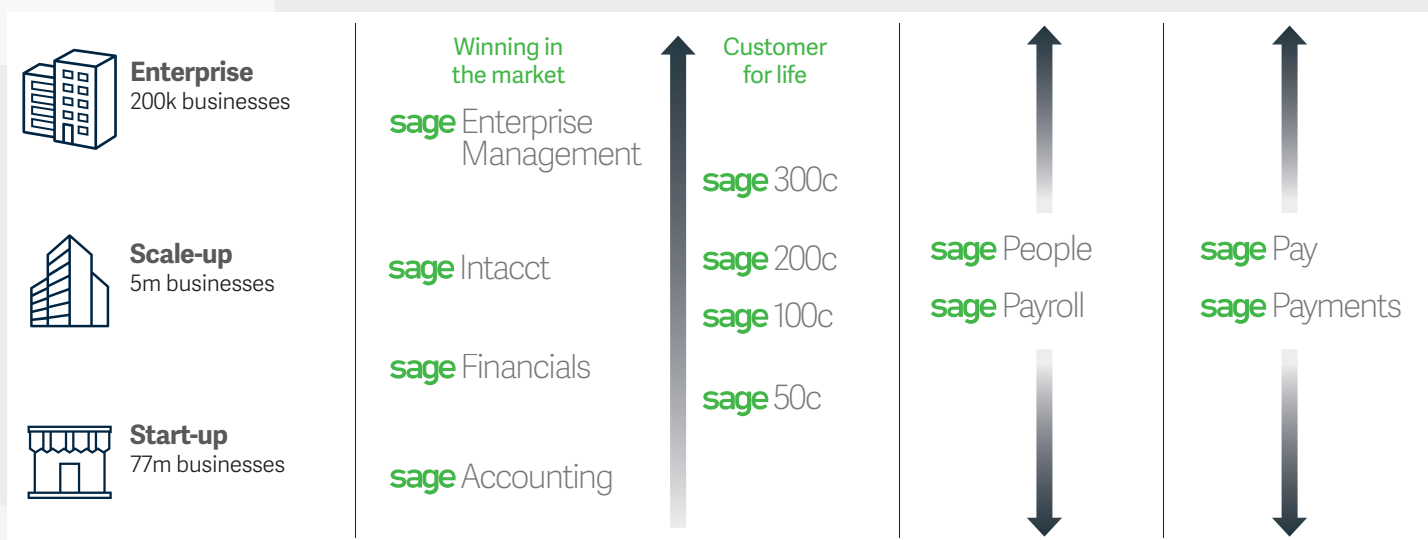 Enterprise
200k businesses
Scale-up
5m businesses
Start-up
77m businesses
Winning in
the market
sage Enterprise
Management
sage Intacct
sage Financials
sage Accounting
Customer
for life
sage 300c
sage 200c
sage 100c
sage 50c
sage People
sage Payroll
sage Pay
sage Payments